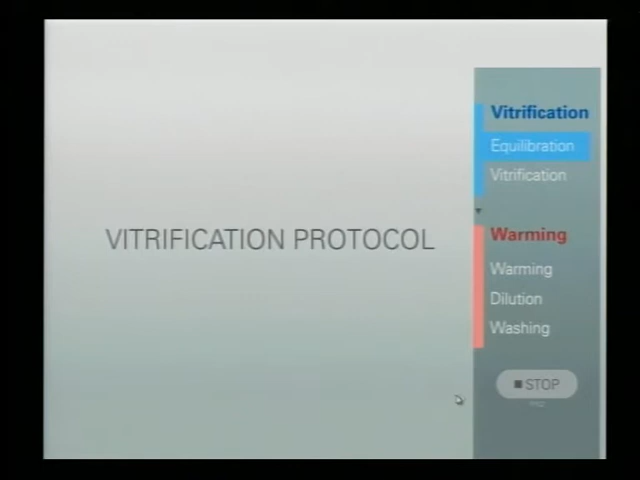 VITRIFICATION PROTOCOL
Vitrification
Equilibration
Vitrification
Warming
Warming
Dilution
Washing
STOP